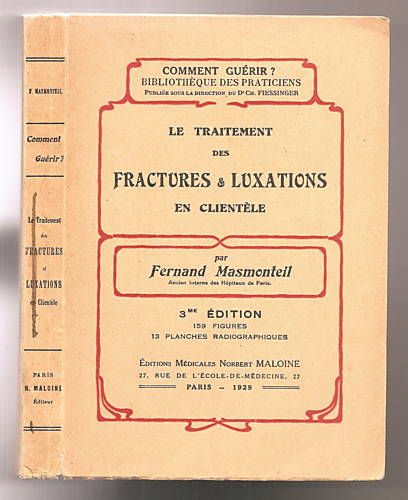 F. MASMONTEIL
Comment
Guérir?
Le Traitement
des
FRACTURES
et
LUXATIONS
en Clientèle
PARIS
N. MALOINE
Éditeur
COMMENT GUÉRIR ?
BIBLIOTHÈQUE DES PRATICIENS
PUBLIÉE SOUS LA DIRECTION DU Dr CH. FIESSINGER
LE TRAITEMENT
DES
FRACTURES & LUXATIONS
EN CLIENTÈLE
par
Fernand Masmonteil
Ancien Interne des Hôpitaux de Paris.
3ME ÉDITION
159 FIGURES
13 PLANCHES RADIOGRAPHIQUES
ÉDITIONS MÉDICALES NORBERT MALOINE
27, RUE DE L'ÉCOLE-DE-MÉDECINE, 27
PARIS — 1929